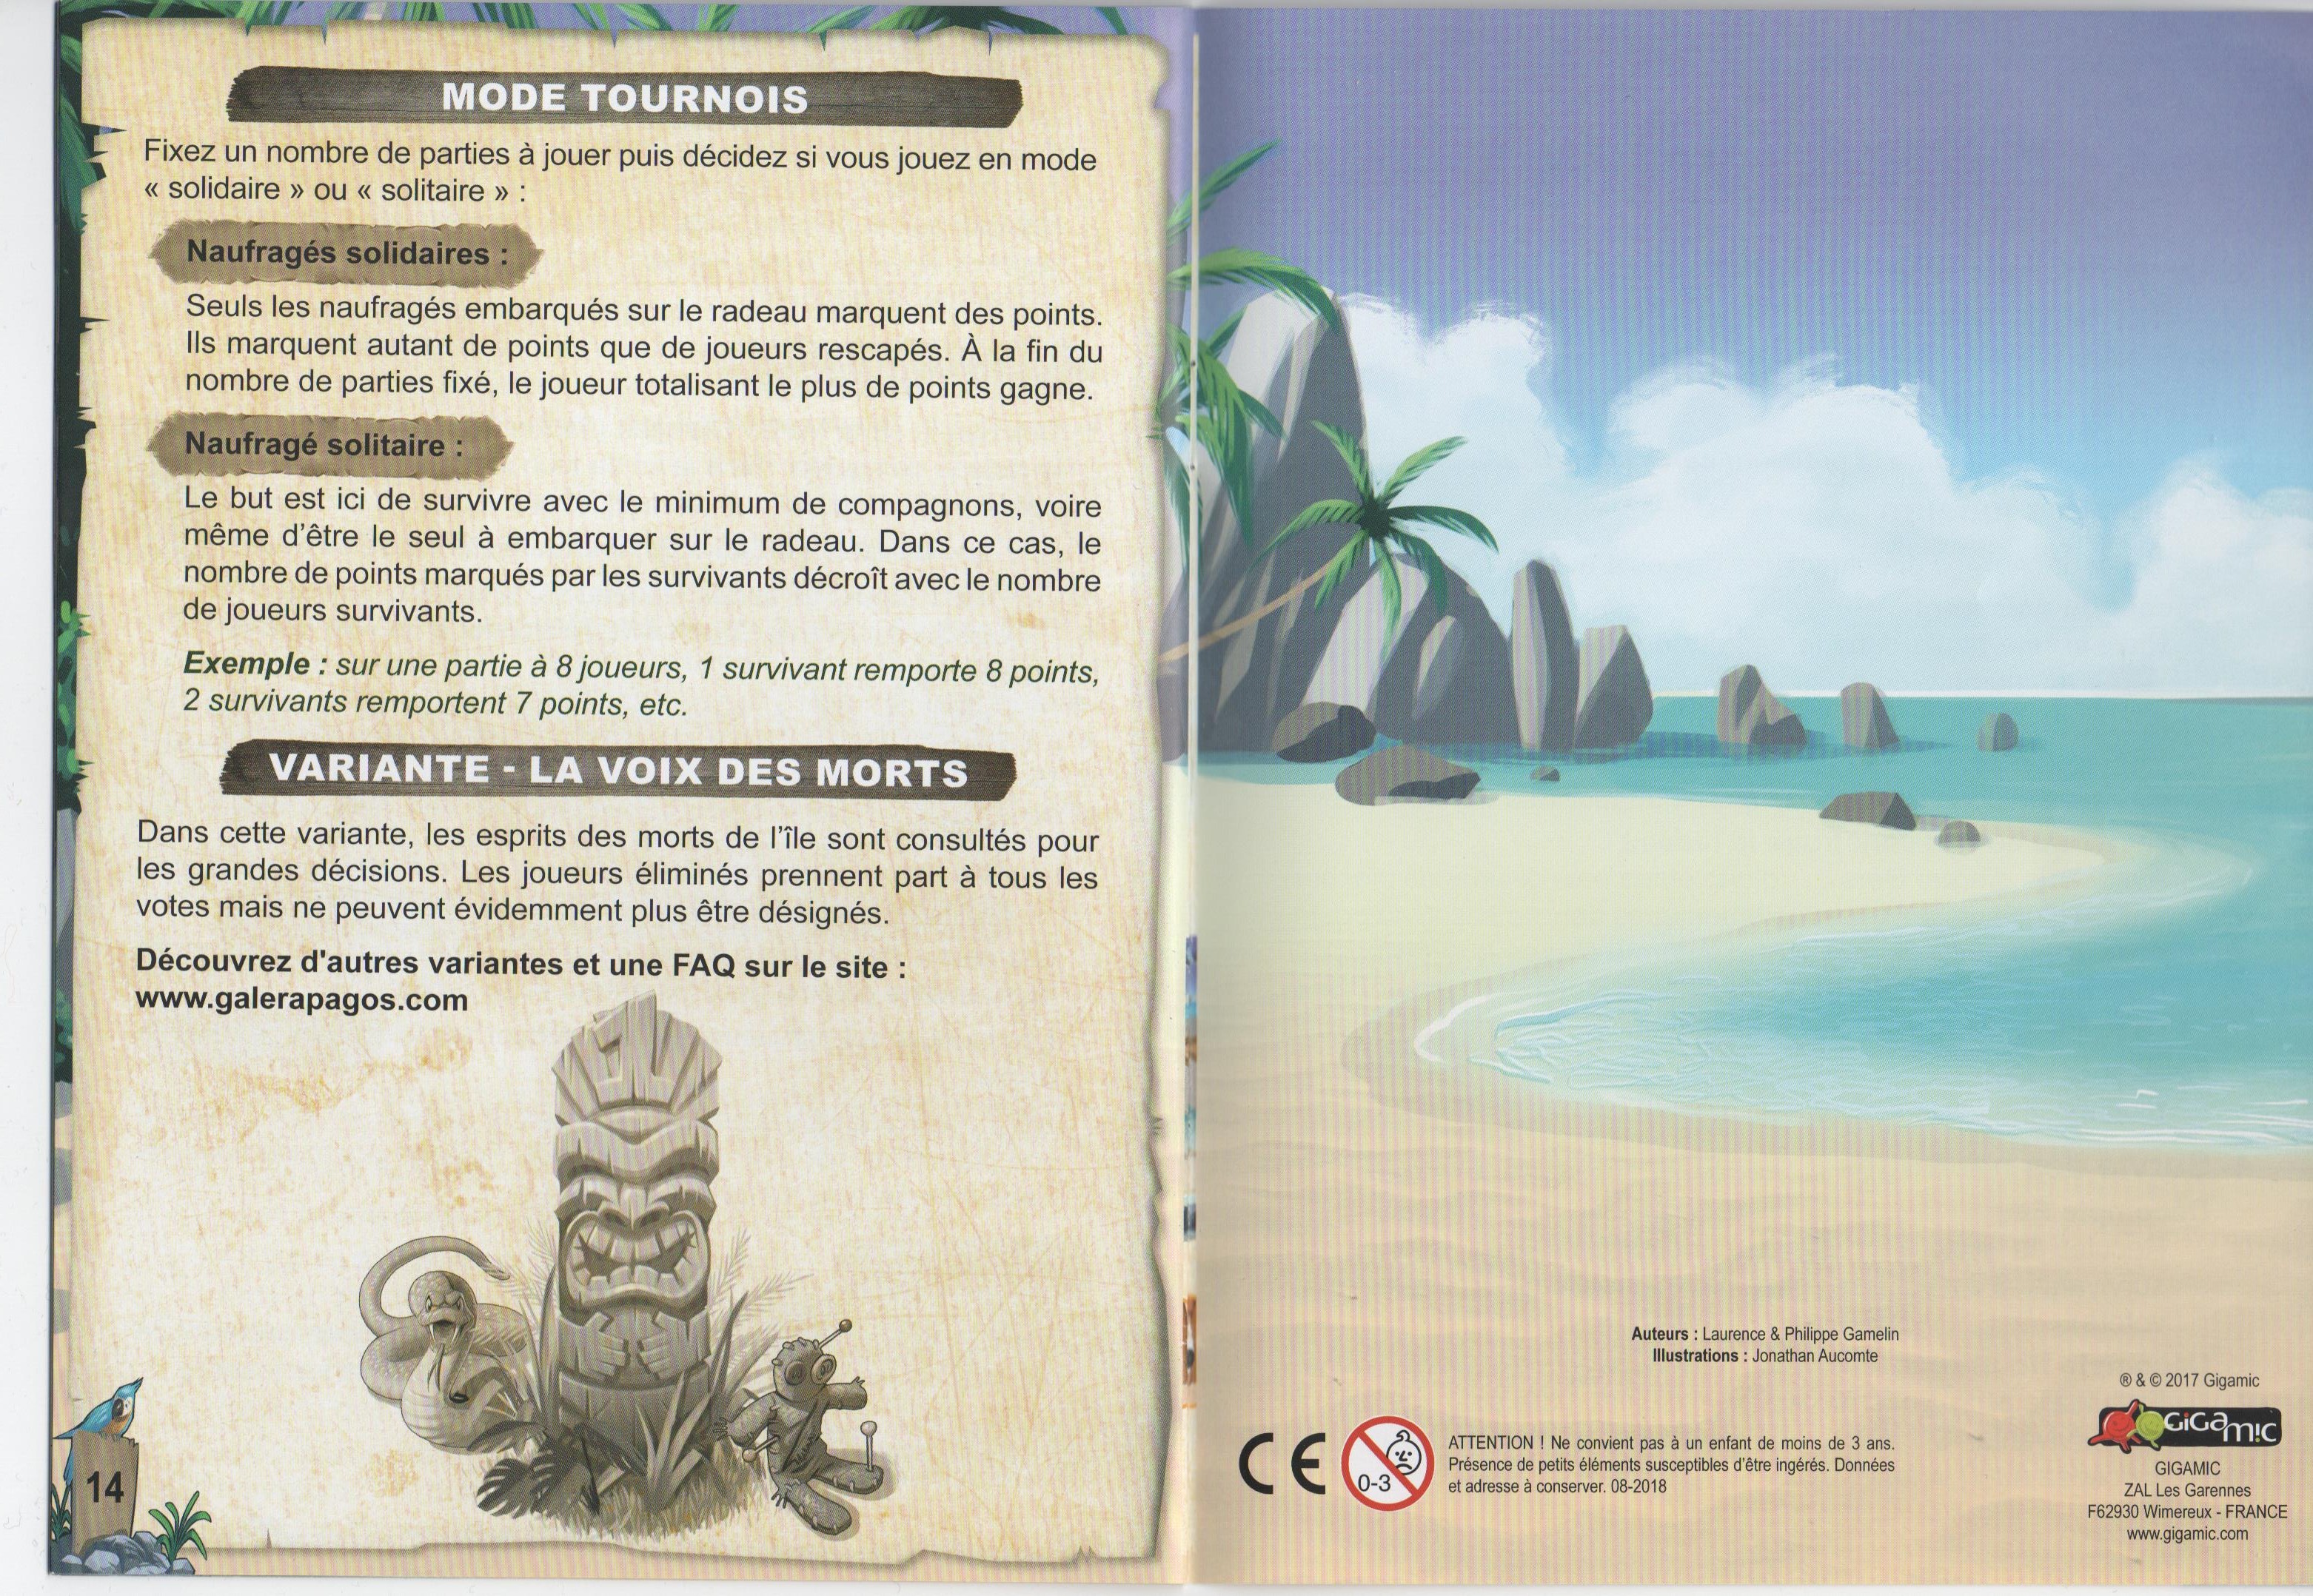 MODE TOURNOIS
Fixez un nombre de parties à jouer puis décidez si vous jouez en mode
« solidaire » ou « solitaire » :
Naufragés solidaires :
Seuls les naufragés embarqués sur le radeau marquent des points.
Ils marquent autant de points que de joueurs rescapés. À la fin du
nombre de parties fixé, le joueur totalisant le plus de points gagne.
Naufragé solitaire :
Le but est ici de survivre avec le minimum de compagnons, voire
même d’être le seul à embarquer sur le radeau. Dans ce cas, le
nombre de points marqués par les survivants décroît avec le nombre
de joueurs survivants.
Exemple : sur une partie à 8 joueurs, 1 survivant remporte 8 points,
2 survivants remportent 7 points, etc.
VARIANTE - LA VOIX DES MORTS
Dans cette variante, les esprits des morts de l’île sont consultés pour
les grandes décisions. Les joueurs éliminés prennent part à tous les
votes mais ne peuvent évidemment plus être désignés.
Découvrez d'autres variantes et une FAQ sur le site :
www.galerapagos.com
14
Auteurs : Laurence & Philippe Gamelin
Illustrations : Jonathan Aucomte
CE
0-3
ATTENTION ! Ne convient pas à un enfant de moins de 3 ans.
Présence de petits éléments susceptibles d’être ingérés. Données
et adresse à conserver. 08-2018
® & © 2017 Gigamic
GiGamic
GIGAMIC
ZAL Les Garennes
F62930 Wimereux - FRANCE
www.gigamic.com